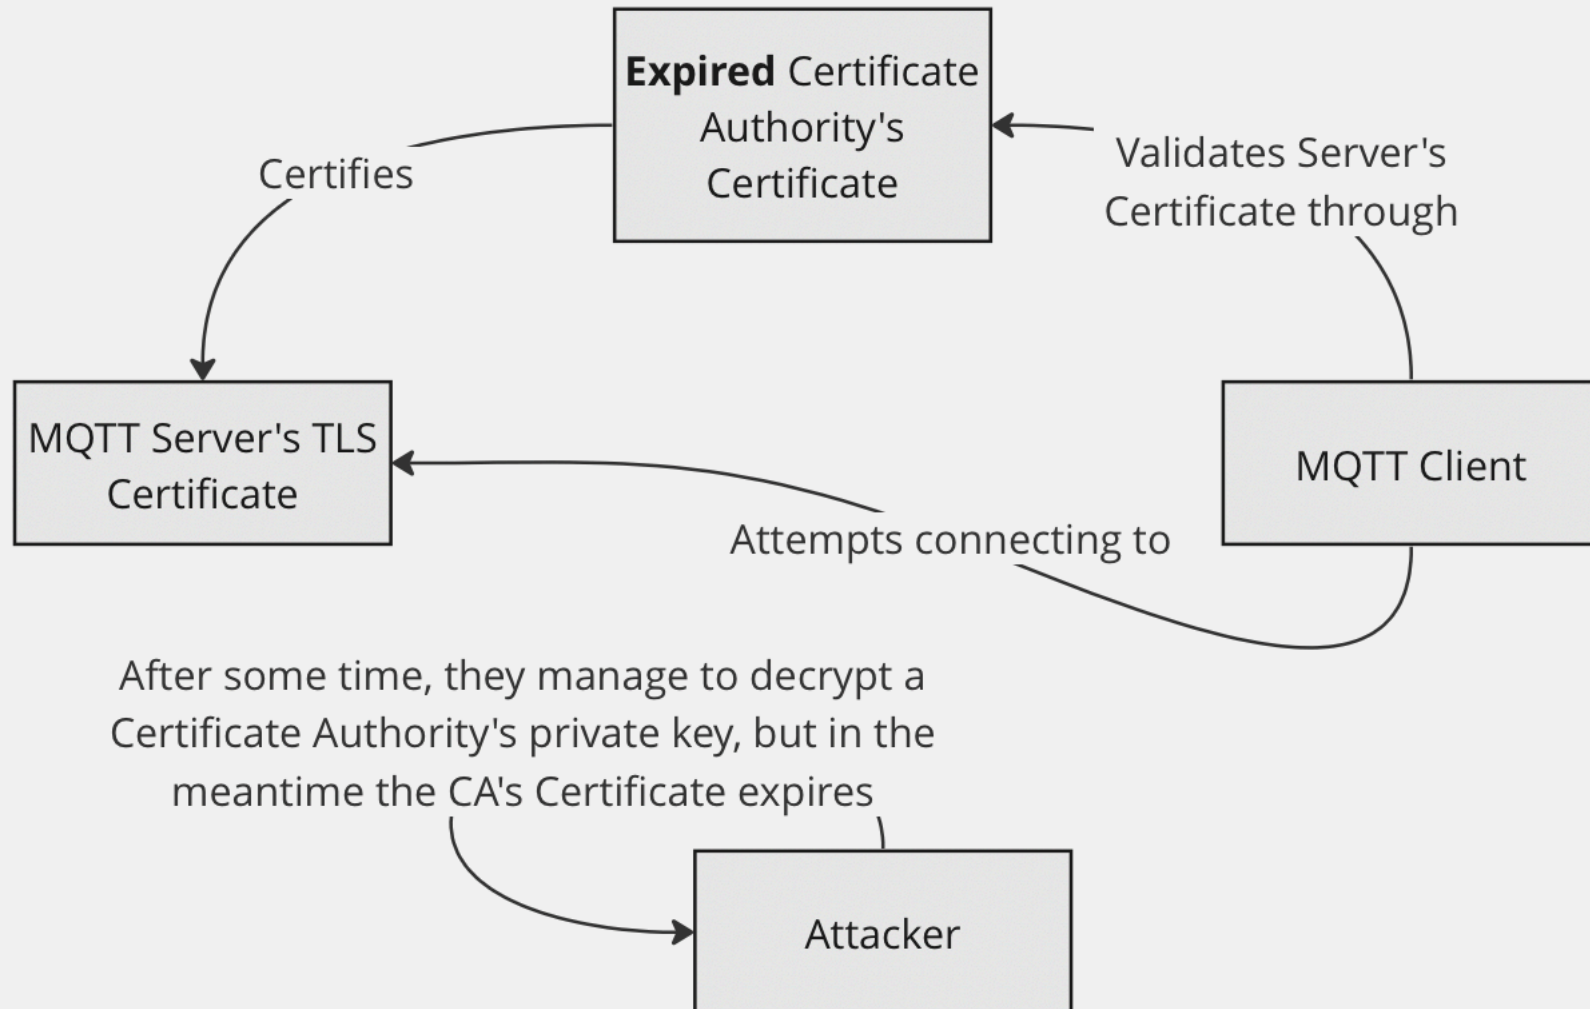 Expired Certificate
Authority's
Certificate
Certifies
Validates Server's
Certificate through
MQTT Server's TLS
Certificate
MQTT Client
Attempts connecting to
After some time, they manage to decrypt a
Certificate Authority's private key, but in the
meantime the CA's Certificate expires
Attacker